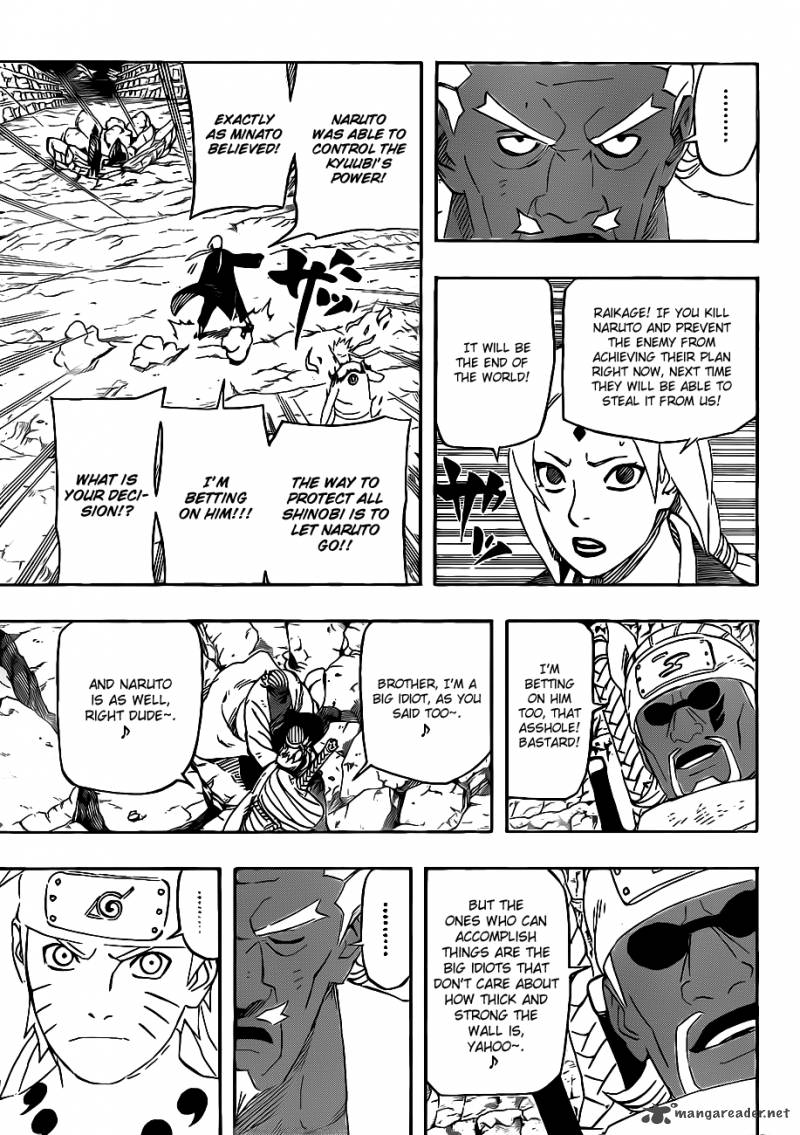 .......
RAIKAGE! IF YOU KILL
NARUTO AND PREVENT
THE ENEMY FROM
ACHIEVING THEIR PLAN
RIGHT NOW, NEXT TIME
THEY WILL BE ABLE TO
STEAL IT FROM US!
IT WILL BE
THE END OF
THE WORLD!
ザッ
NARUTO
WAS ABLE TO
CONTROL THE
KYUUBI'S
POWER!
EXACTLY
AS MINATO
BELIEVED!
ザッ
THE WAY TO
PROTECT ALL
SHINOBI IS TO
LET NARUTO
GO!!
I'M
BETTING
ON HIM!!!
WHAT IS
YOUR DECI-
SION!?
I'M
BETTING
ON HIM
TOO, THAT
ASSHOLE!
BASTARD!
BROTHER, I'M A
BIG IDIOT, AS YOU
SAID TOO~.
♪
AND NARUTO
IS AS WELL,
RIGHT DUDE~.
♪
BUT THE
ONES WHO CAN
ACCOMPLISH
THINGS ARE THE
BIG IDIOTS THAT
DON'T CARE ABOUT
HOW THICK AND
STRONG THE
WALL IS,
YAHOO~.
♪
.......
.......
mangareader.net